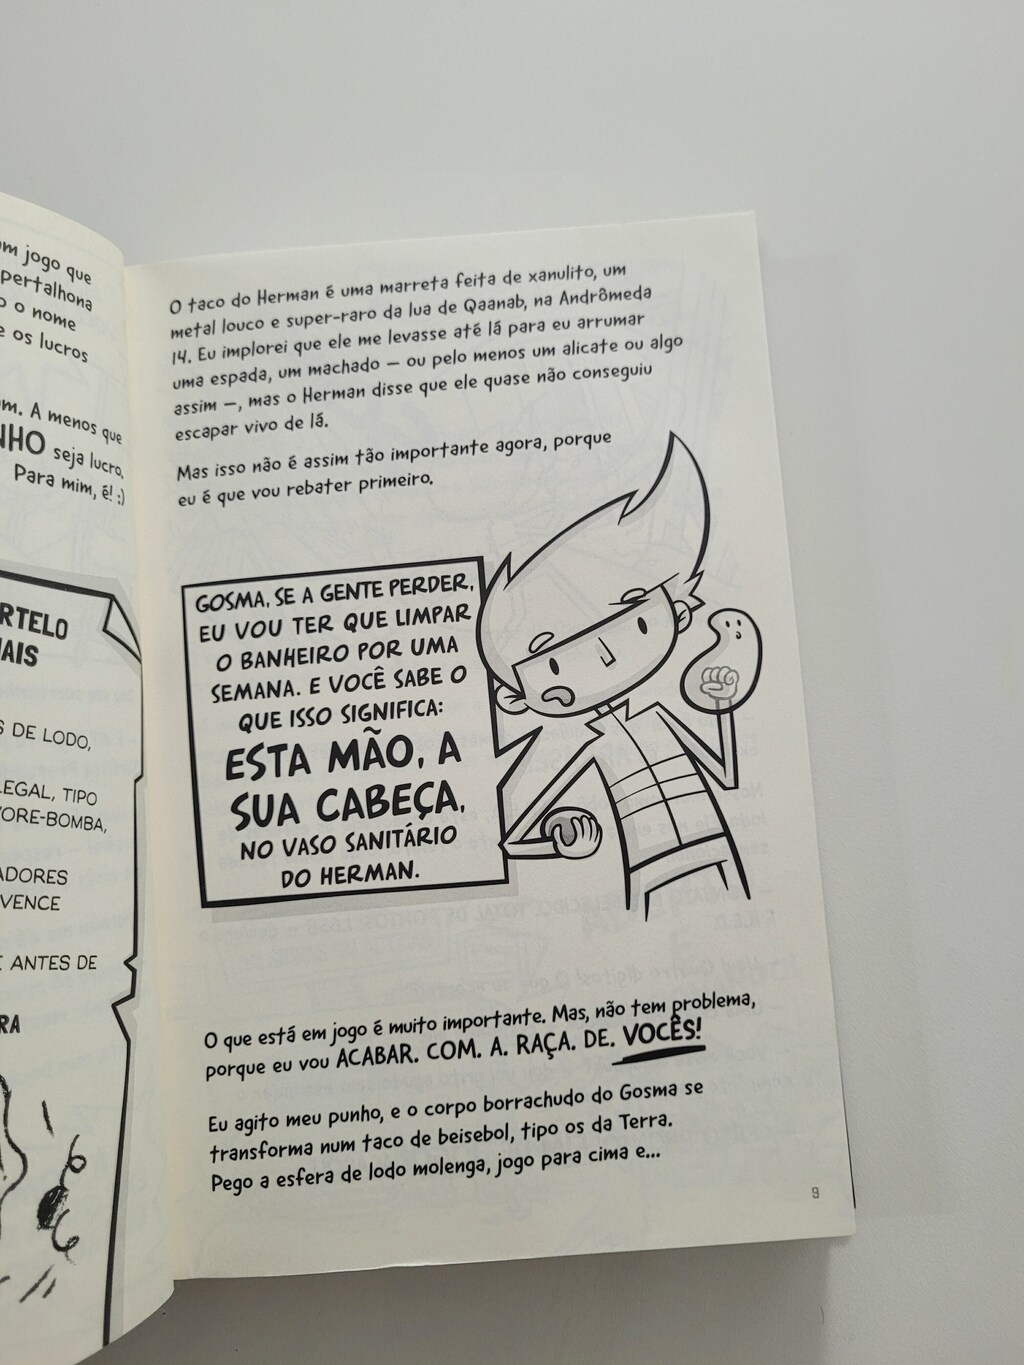 um jogo que
pertalhona
o nome
e os lucros
um. A menos que
NHO seja lucro.
Para mim, é! :)
RTELO
AIS
S DE LODO,
LEGAL, TIPO
VORE-BOMBA,
ADORES
VENCE
E ANTES DE
RA
O taco do Herman é uma marreta feita de xanulito, um
metal louco e super-raro da lua de Qaanab, na Andrômeda
14. Eu implorei que ele me levasse até lá para eu arrumar
uma espada, um machado — ou pelo menos um alicate ou algo
assim —, mas o Herman disse que ele quase não conseguiu
escapar vivo de lá.
Mas isso não é assim tão importante agora, porque
eu é que vou rebater primeiro.
GOSMA, SE A GENTE PERDER,
EU VOU TER QUE LIMPAR
O BANHEIRO POR UMA
SEMANA. E VOCÊ SABE O
QUE ISSO SIGNIFICA:
ESTA MÃO, A
SUA CABEÇA,
NO VASO SANITÁRIO
DO HERMAN.
O que está em jogo é muito importante. Mas, não tem problema,
porque eu vou ACABAR. COM. A. RAÇA. DE. VOCÊS!
Eu agito meu punho, e o corpo borrachudo do Gosma se
transforma num taco de beisebol, tipo os da Terra.
Pego a esfera de lodo molenga, jogo para cima e...
9